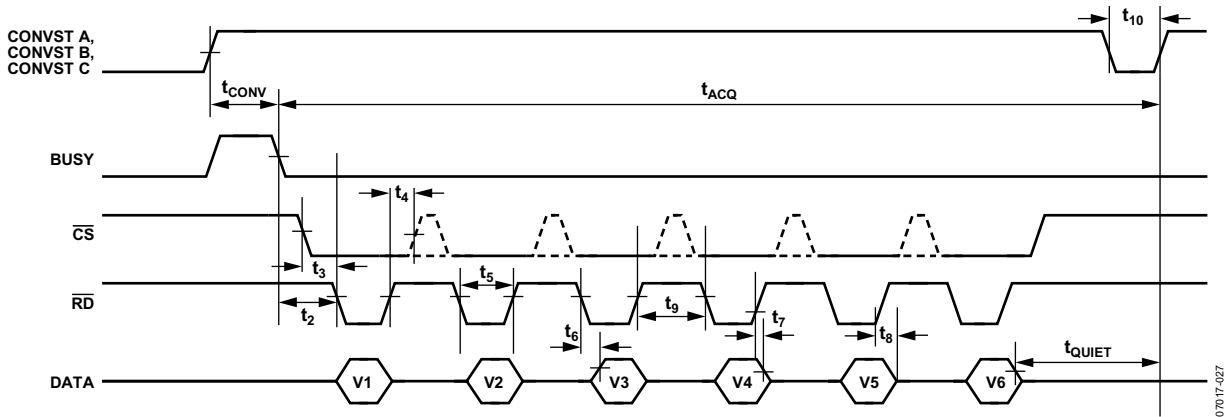 CONVST A,
CONVST B,
CONVST C
t10
tCONV
tACQ
BUSY
t4
CS
t3
t5
RD
t2
t9
t7
t6
t8
tQUIET
DATA
V1
V2
V3
V4
V5
V6
07017-027